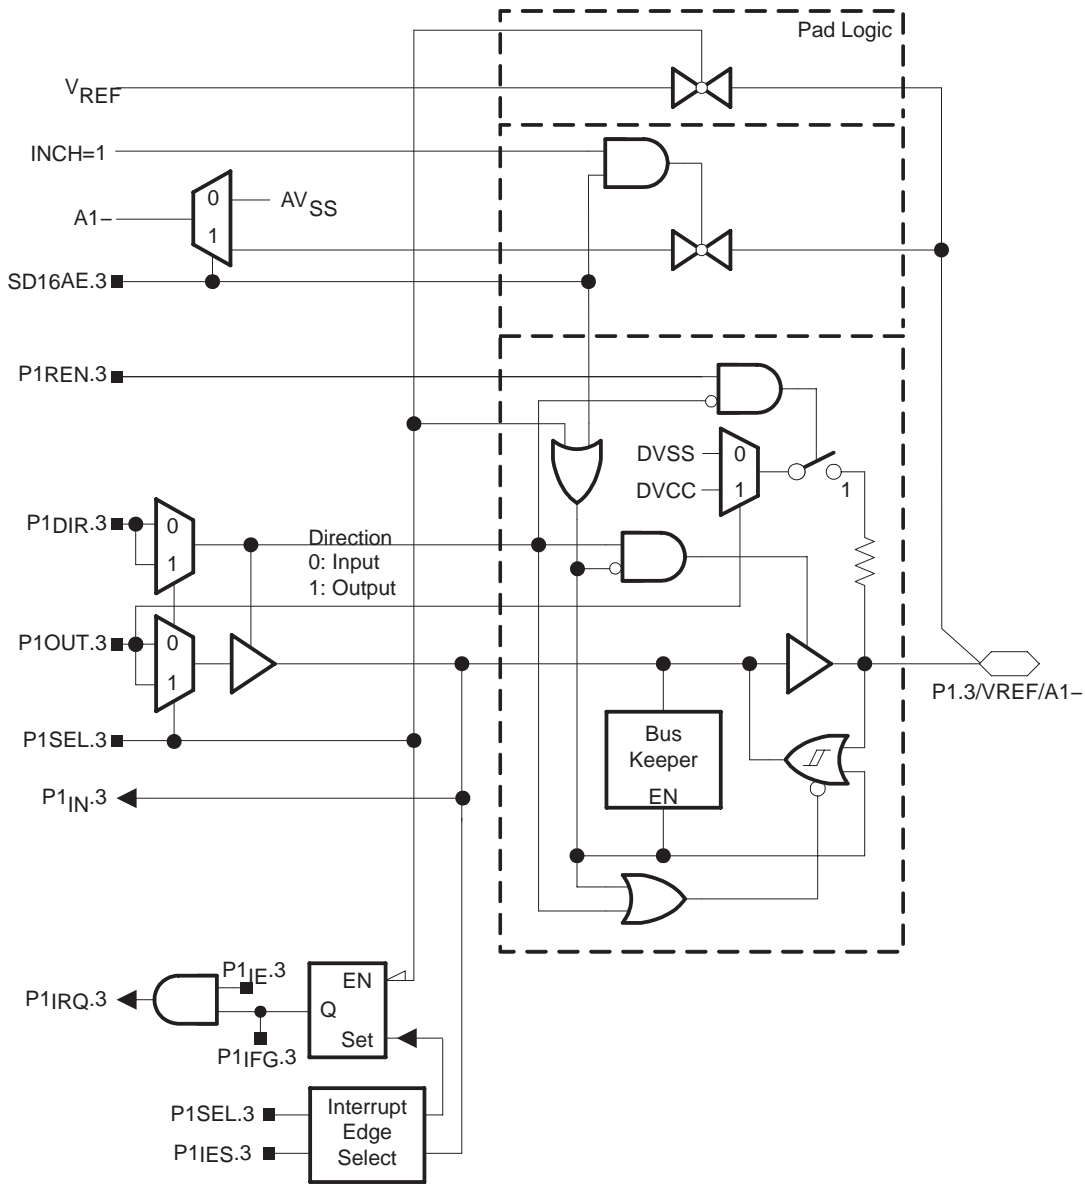 Pad Logic
VREF
INCH=1
0
AVSS
A1–
1
SD16AE.3
P1REN.3
DVSS
0
DVCC
1
1
P1DIR.3
0
Direction
0: Input
1: Output
1
P1OUT.3
0
1
P1.3/VREF/A1–
P1SEL.3
Bus
Keeper
EN
P1IN.3
P1IE.3
EN
P1IRQ.3
Q
Set
P1IFG.3
P1SEL.3
Interrupt
Edge
Select
P1IES.3